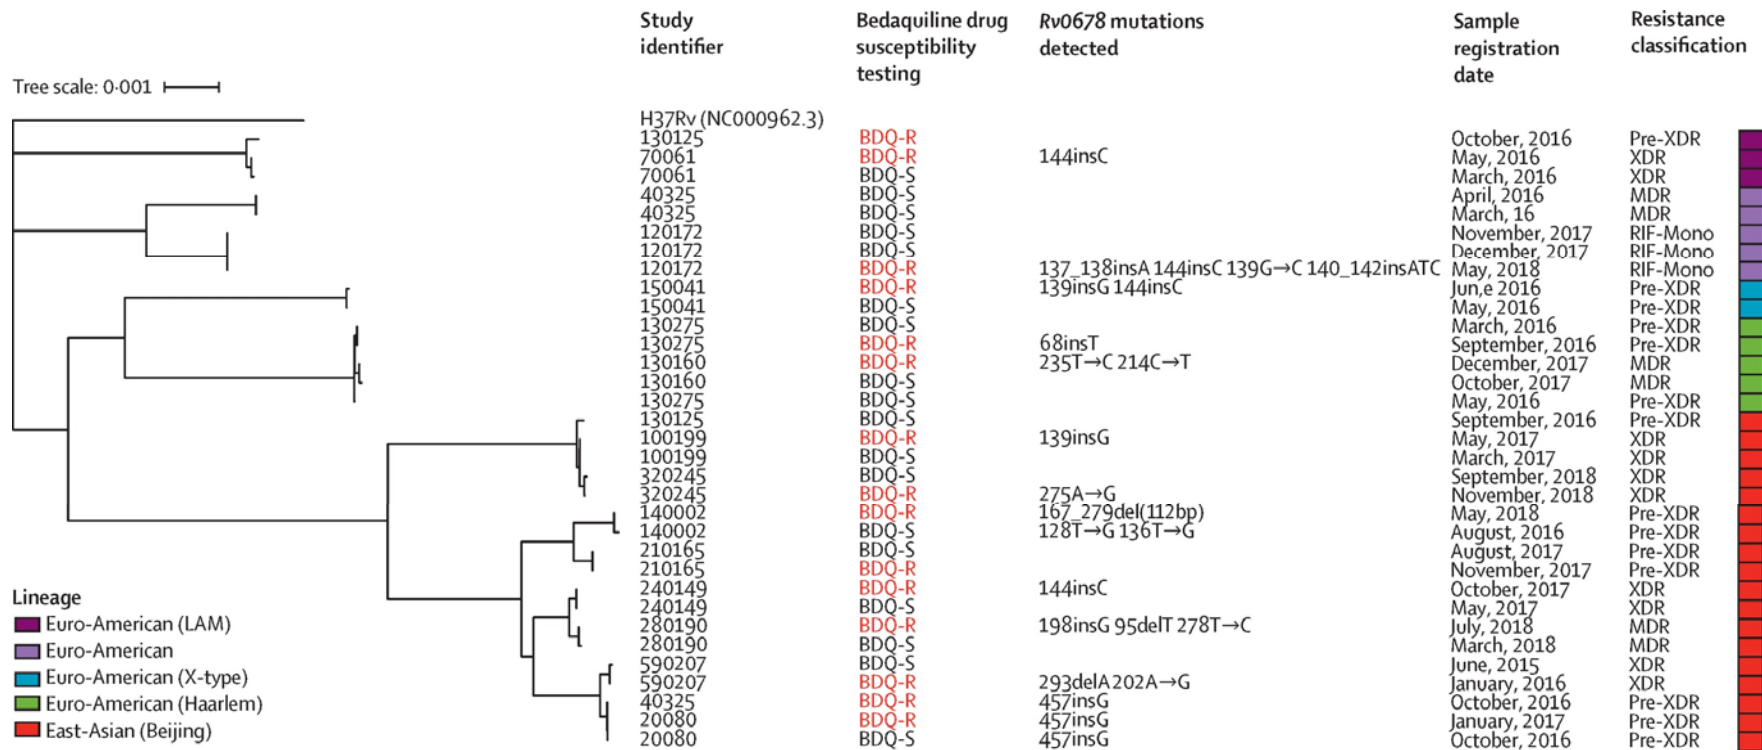 Study identifier
Bedaquiline drug susceptibility testing
Rv0678 mutations detected
Sample registration date
Resistance classification
Tree scale: 0·001
H37Rv (NC000962.3)
130125 BDQ-R October, 2016 Pre-XDR
70061 BDQ-R 144insC May, 2016 XDR
70061 BDQ-S March, 2016 XDR
40325 BDQ-S April, 2016 MDR
40325 BDQ-S March, 16 MDR
120172 BDQ-S November, 2017 RIF-Mono
120172 BDQ-S December, 2017 RIF-Mono
120172 BDQ-R 137_138insA 144insC 139G→C 140_142insATC May, 2018 RIF-Mono
150041 BDQ-R 139insG 144insC Jun,e 2016 Pre-XDR
150041 BDQ-S May, 2016 Pre-XDR
130275 BDQ-S March, 2016 Pre-XDR
130275 BDQ-R 68insT September, 2016 Pre-XDR
130160 BDQ-R 235T→C 214C→T December, 2017 MDR
130160 BDQ-S October, 2017 MDR
130275 BDQ-S May, 2016 Pre-XDR
130125 BDQ-S September, 2016 Pre-XDR
100199 BDQ-R 139insG May, 2017 XDR
100199 BDQ-S March, 2017 XDR
320245 BDQ-S September, 2018 XDR
320245 BDQ-R 275A→G November, 2018 XDR
140002 BDQ-R 167_279del(112bp) May, 2018 Pre-XDR
140002 BDQ-S 128T→G 136T→G August, 2016 Pre-XDR
210165 BDQ-S August, 2017 Pre-XDR
210165 BDQ-R November, 2017 Pre-XDR
240149 BDQ-R 144insC October, 2017 XDR
240149 BDQ-S May, 2017 XDR
280190 BDQ-R 198insG 95delT 278T→C July, 2018 MDR
280190 BDQ-S March, 2018 MDR
590207 BDQ-S June, 2015 XDR
590207 BDQ-R 293delA 202A→G January, 2016 XDR
40325 BDQ-R 457insG October, 2016 Pre-XDR
20080 BDQ-R 457insG January, 2017 Pre-XDR
20080 BDQ-S 457insG October, 2016 Pre-XDR
Lineage
Euro-American (LAM)
Euro-American
Euro-American (X-type)
Euro-American (Haarlem)
East-Asian (Beijing)